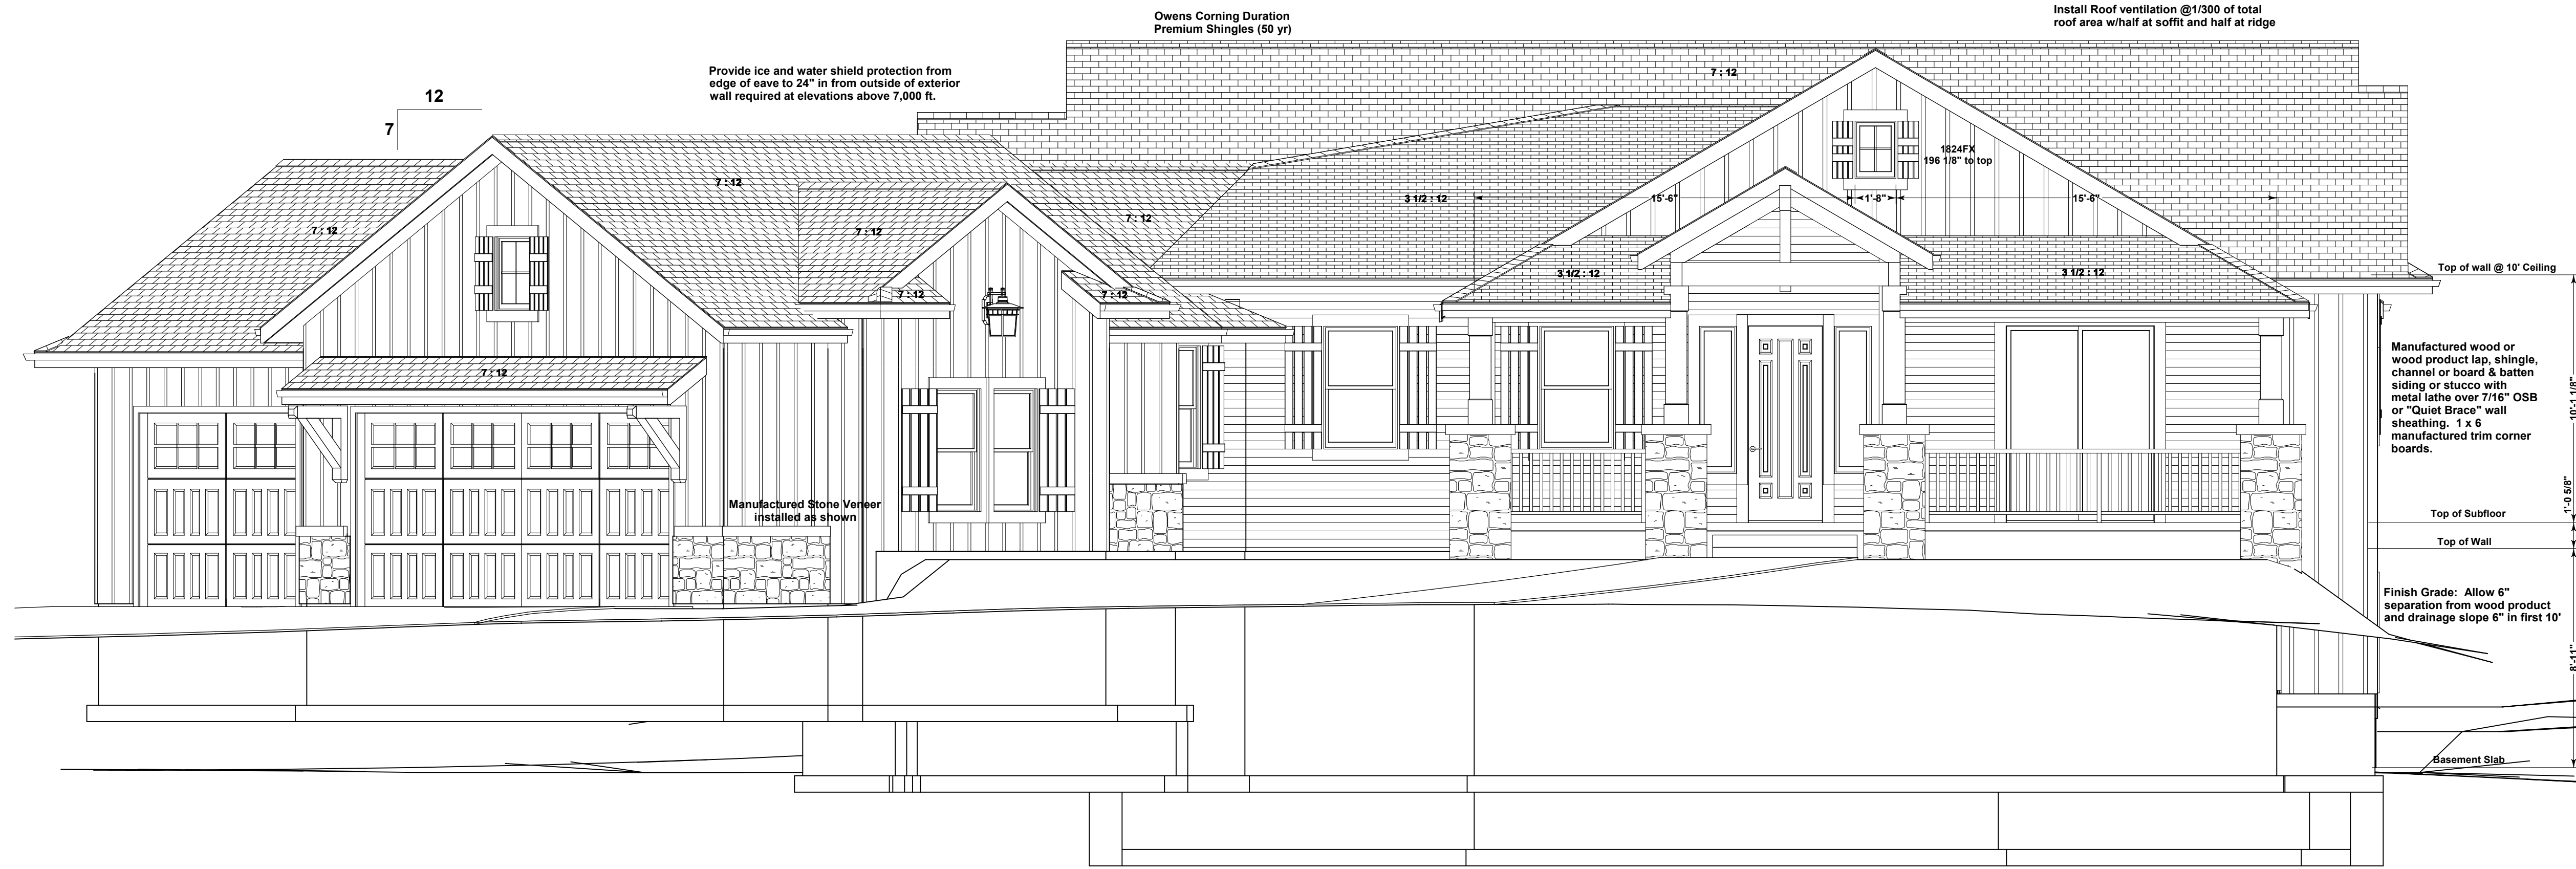 Owens Corning Duration
Premium Shingles (50 yr)
Install Roof ventilation @1/300 of total
roof area w/half at soffit and half at ridge
Provide ice and water shield protection from
edge of eave to 24" in from outside of exterior
wall required at elevations above 7,000 ft.
12
7
7 : 12
7 : 12
7 : 12
7 : 12
7 : 12
7 : 12
7 : 12
7 : 12
7 : 12
1824FX
196 1/8" to top
3 1/2 : 12
15'-6"
1'-8"
15'-6"
3 1/2 : 12
3 1/2 : 12
Top of wall @ 10' Ceiling
Manufactured wood or
wood product lap, shingle,
channel or board & batten
siding or stucco with
metal lathe over 7/16" OSB
or "Quiet Brace" wall
sheathing. 1 x 6
manufactured trim corner
boards.
10'-1 1/8"
Manufactured Stone Veneer
installed as shown
1'-0 5/8"
Top of Subfloor
Top of Wall
Finish Grade: Allow 6"
separation from wood product
and drainage slope 6" in first 10'
8'-11"
Basement Slab